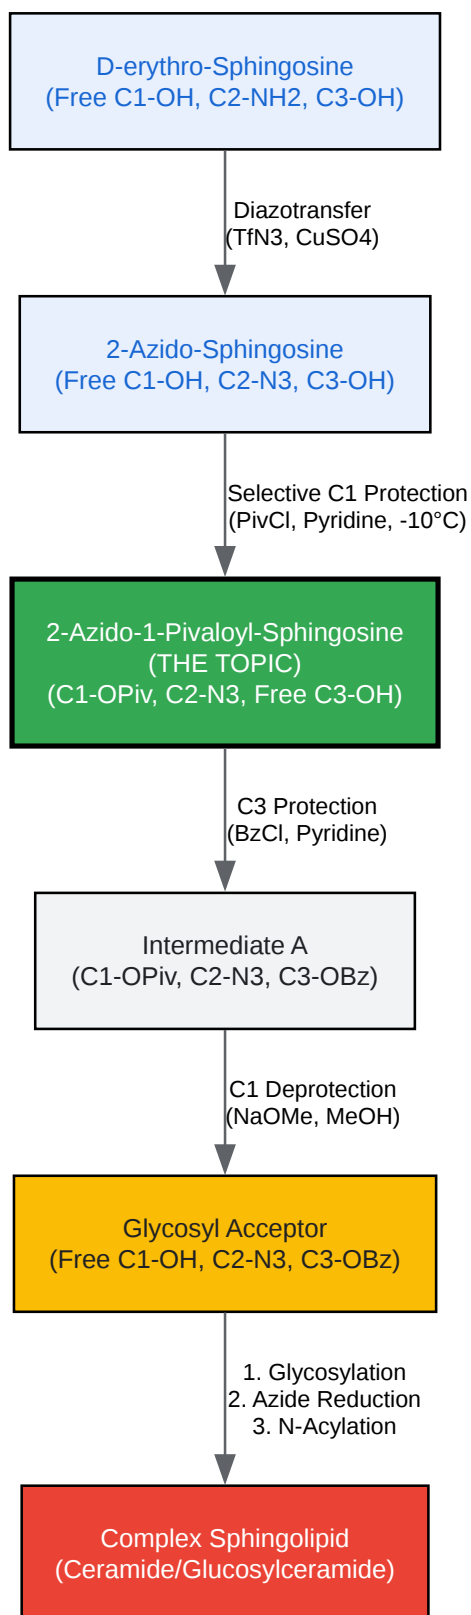 D-erythro-Sphingosine
(Free C1-OH, C2-NH2, C3-OH)
Diazotransfer
(TfN3, CuSO4)
2-Azido-Sphingosine
(Free C1-OH, C2-N3, C3-OH)
Selective C1 Protection
(PivCl, Pyridine, -10°C)
2-Azido-1-Pivaloyl-Sphingosine
(THE TOPIC)
(C1-OPiv, C2-N3, Free C3-OH)
C3 Protection
(BzCl, Pyridine)
Intermediate A
(C1-OPiv, C2-N3, C3-OBz)
C1 Deprotection
(NaOMe, MeOH)
Glycosyl Acceptor
(Free C1-OH, C2-N3, C3-OBz)
1. Glycosylation
2. Azide Reduction
3. N-Acylation
Complex Sphingolipid
(Ceramide/Glucosylceramide)